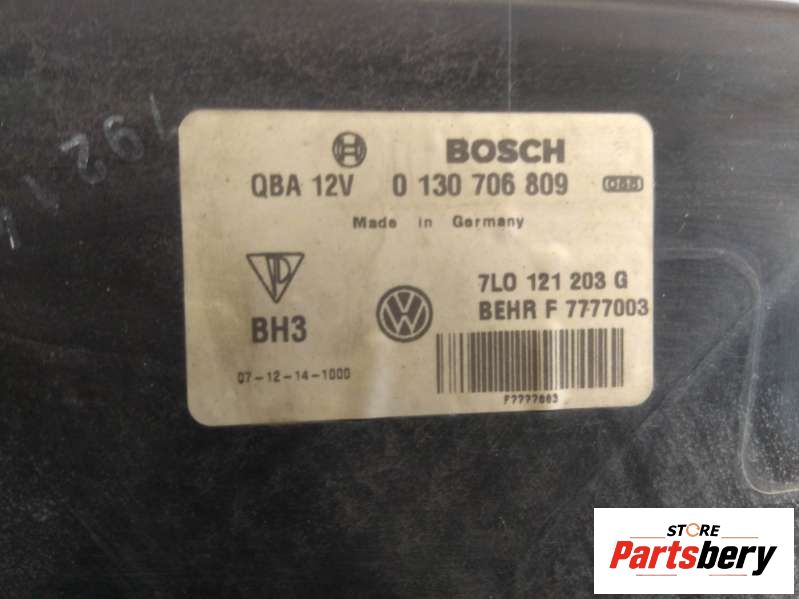 BOSCH
QBA 12V 0 130 706 809
Made in Germany
7L0 121 203 G
BEHR F 7777003
BH3
07-12-14-1000
F7777003
STORE
Partsbery